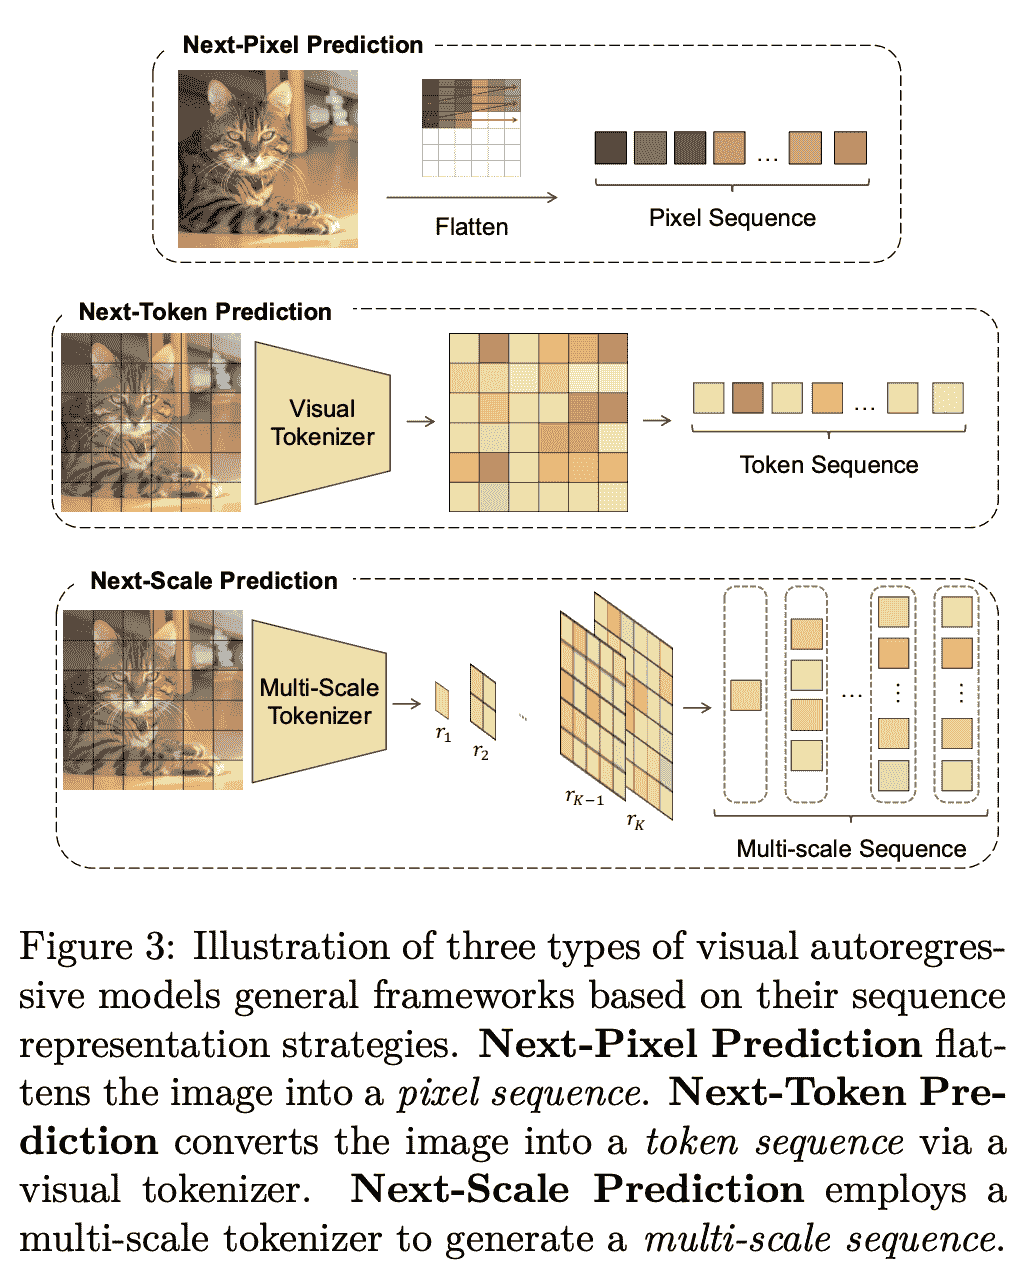 Next-Pixel Prediction
Flatten
Pixel Sequence
...
Next-Token Prediction
Visual
Tokenizer
...
Token Sequence
Next-Scale Prediction
Multi-Scale
Tokenizer
r₁
r₂
...
r_{K−1}
r_K
...
Multi-scale Sequence
Figure 3: Illustration of three types of visual autoregres-
sive models general frameworks based on their sequence
representation strategies. Next-Pixel Prediction flat-
tens the image into a pixel sequence. Next-Token Pre-
diction converts the image into a token sequence via a
visual tokenizer. Next-Scale Prediction employs a
multi-scale tokenizer to generate a multi-scale sequence.